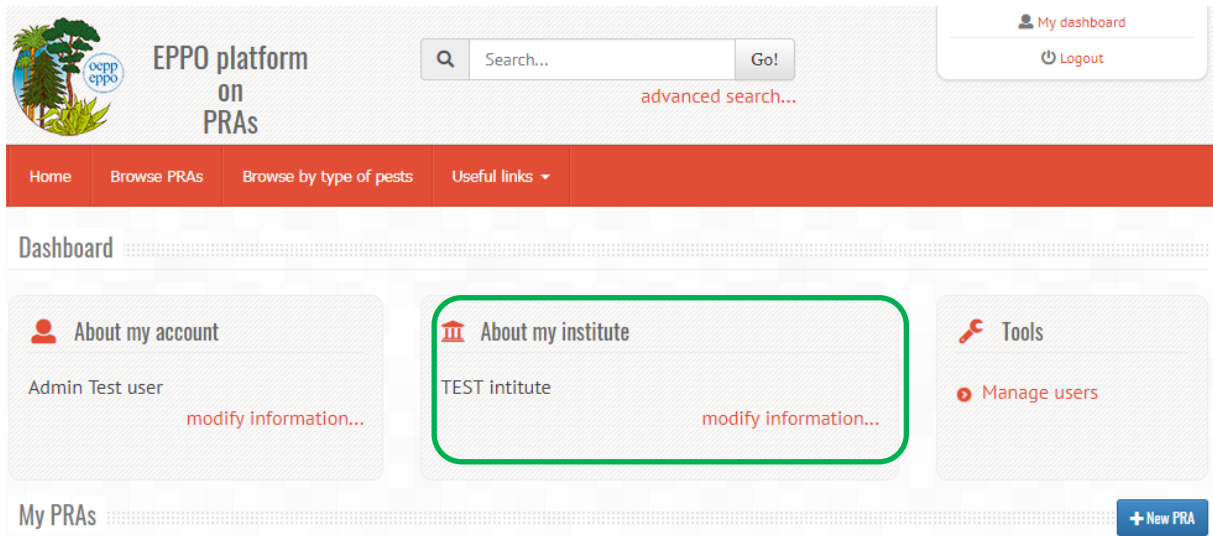 oepp
eppo
EPPO platform
on
PRAs
Search...
Go!
advanced search...
My dashboard
Logout
Home Browse PRAs Browse by type of pests Useful links
Dashboard
About my account
Admin Test user
modify information...
About my institute
TEST intitute
modify information...
Tools
Manage users
My PRAs
New PRA